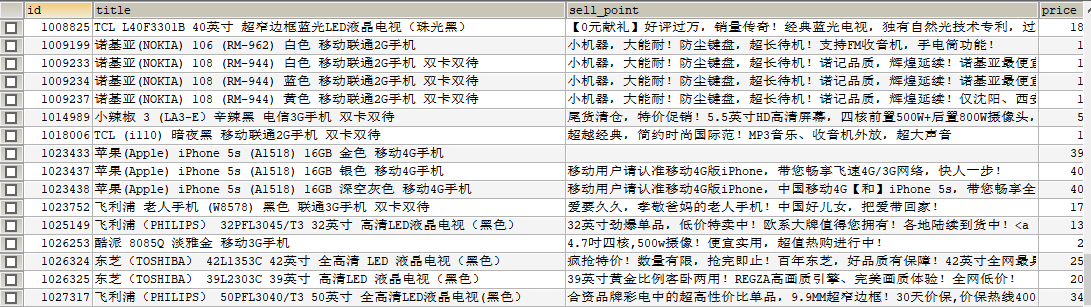 id title sell_point price
1008825 TCL L40F3301B 40英寸 超窄边框蓝光LED液晶电视（珠光黑） 【0元献礼】好评过万，销量传奇！经典蓝光电视，独有自然光技术专利，过 18
1009199 诺基亚(NOKIA) 106 (RM-962) 白色 移动联通2G手机 小机器，大能耐！防尘键盘，超长待机！支持FM收音机，手电筒功能！ 1
1009233 诺基亚(NOKIA) 108 (RM-944) 白色 移动联通2G手机 双卡双待 小机器，大能耐！防尘键盘，超长待机！诺记品质，辉煌延续！诺基亚最便宜 1
1009234 诺基亚(NOKIA) 108 (RM-944) 蓝色 移动联通2G手机 双卡双待 小机器，大能耐！防尘键盘，超长待机！诺记品质，辉煌延续！诺基亚最便宜 1
1009237 诺基亚(NOKIA) 108 (RM-944) 黄色 移动联通2G手机 双卡双待 小机器，大能耐！防尘键盘，超长待机！诺记品质，辉煌延续！仅沈阳、西安 1
1014989 小辣椒 3 (LA3-E) 辛辣黑 电信3G手机 双卡双待 尾货清仓，特价促销！5.5英寸HD高清屏幕，四核前置500W+后置800W摄像头， 5
1018006 TCL (i110) 暗夜黑 移动联通2G手机 双卡双待 超越经典，简约时尚国际范！MP3音乐、收音机外放，超大声音 1
1023433 苹果(Apple) iPhone 5s (A1518) 16GB 金色 移动4G手机 39
1023437 苹果(Apple) iPhone 5s (A1518) 16GB 银色 移动4G手机 移动用户请认准移动4G版iPhone，带您畅享飞速4G/3G网络，快人一步！ 40
1023438 苹果(Apple) iPhone 5s (A1518) 16GB 深空灰色 移动4G手机 移动用户请认准移动4G版iPhone，中国移动4G【和】iPhone 5s，带您畅享全 40
1023752 飞利浦 老人手机 (W8578) 黑色 联通3G手机 双卡双待 爱要久久，孝敬爸妈的老人手机！中国好儿女，把爱带回家！ 17
1025149 飞利浦（PHILIPS） 32PFL3045/T3 32英寸 高清LED液晶电视（黑色） 32英寸劲爆单品，低价特卖中！欧系大牌值得您拥有！各地陆续到货中！<a 13
1026253 酷派 8085Q 淡雅金 移动3G手机 4.7吋四核,500w摄像！便宜实用，超值热购进行中！ 2
1026324 东芝（TOSHIBA） 42L1353C 42英寸 全高清 LED 液晶电视（黑色） 疯抢特价！数量有限，抢完即止！百年东芝，好品质有保障！42英寸全网最具 25
1026325 东芝（TOSHIBA） 39L2303C 39英寸 高清 LED 液晶电视（黑色） 39英寸黄金比例客卧两用！REGZA高画质引擎、完美画质体验！全网低价！ 20
1027317 飞利浦（PHILIPS） 50PFL3040/T3 50英寸 全高清LED液晶电视(黑色) 合资品牌彩电中的超高性价比单品，9.9MM超窄边框！30天价保,价保热线400 34